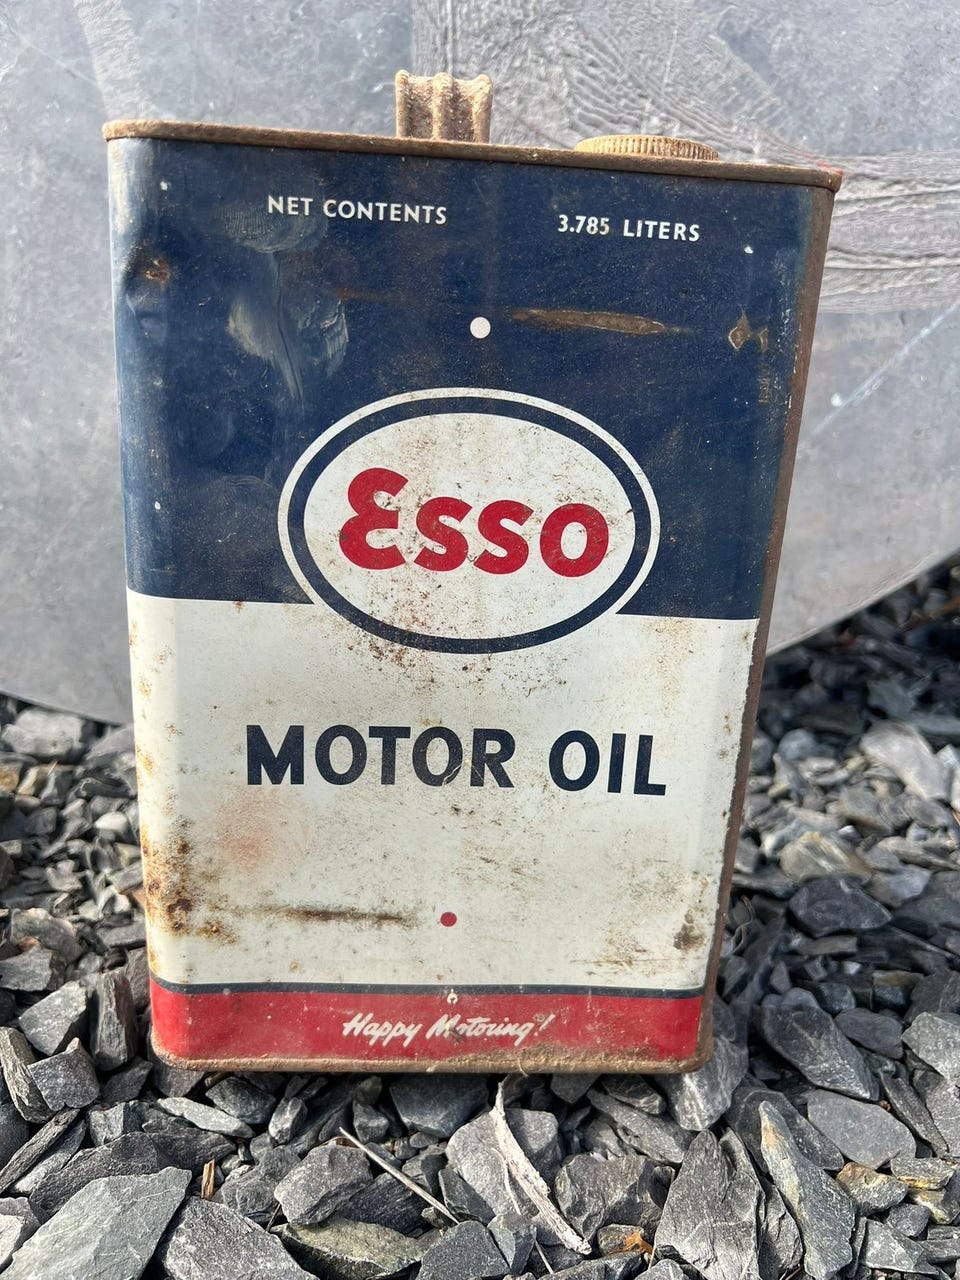 NET CONTENTS 3.785 LITERS
Esso
MOTOR OIL
Happy Motoring!